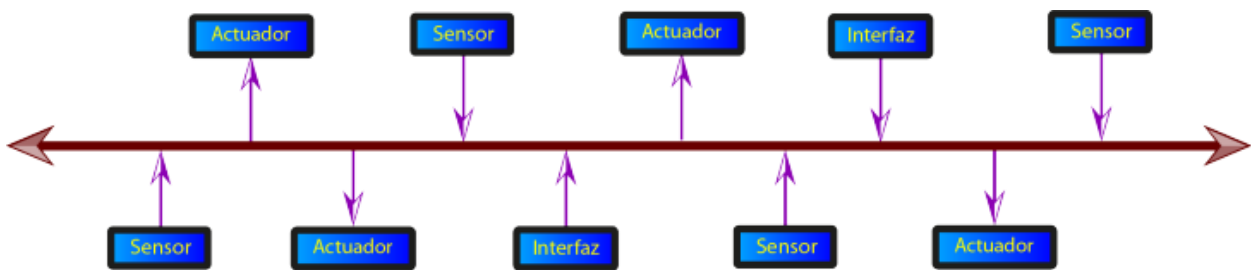 Actuador
Sensor
Actuador
Interfaz
Sensor
Sensor
Actuador
Interfaz
Sensor
Actuador